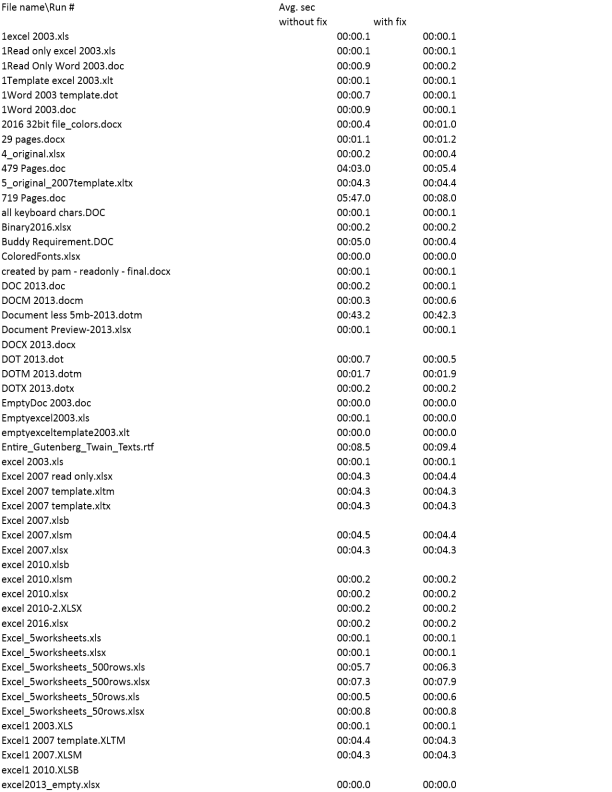 File name\Run # Avg. sec
without fix with fix
1excel 2003.xls 00:00.1 00:00.1
1Read only excel 2003.xls 00:00.1 00:00.1
1Read Only Word 2003.doc 00:00.9 00:00.2
1Template excel 2003.xlt 00:00.1 00:00.1
1Word 2003 template.dot 00:00.7 00:00.1
1Word 2003.doc 00:00.9 00:00.1
2016 32bit file_colors.docx 00:00.4 00:01.0
29 pages.docx 00:01.1 00:01.2
4_original.xlsx 00:00.2 00:00.4
479 Pages.doc 04:03.0 00:05.4
5_original_2007template.xltx 00:04.3 00:04.4
719 Pages.doc 05:47.0 00:08.0
all keyboard chars.DOC 00:00.1 00:00.1
Binary2016.xlsx 00:00.2 00:00.2
Buddy Requirement.DOC 00:05.0 00:00.4
ColoredFonts.xlsx 00:00.0 00:00.0
created by pam - readonly - final.docx 00:00.1 00:00.1
DOC 2013.doc 00:00.2 00:00.1
DOCM 2013.docm 00:00.3 00:00.6
Document less 5mb-2013.dotm 00:43.2 00:42.3
Document Preview-2013.xlsx 00:00.1 00:00.1
DOCX 2013.docx
DOT 2013.dot 00:00.7 00:00.5
DOTM 2013.dotm 00:01.7 00:01.9
DOTX 2013.dotx 00:00.2 00:00.2
EmptyDoc 2003.doc 00:00.0 00:00.0
Emptyexcel2003.xls 00:00.1 00:00.0
emptyexceltemplate2003.xlt 00:00.0 00:00.0
Entire_Gutenberg_Twain_Texts.rtf 00:08.5 00:09.4
excel 2003.xls 00:00.1 00:00.1
Excel 2007 read only.xlsx 00:04.3 00:04.4
Excel 2007 template.xltm 00:04.3 00:04.3
Excel 2007 template.xltx 00:04.3 00:04.3
Excel 2007.xlsb
Excel 2007.xlsm 00:04.5 00:04.4
Excel 2007.xlsx 00:04.3 00:04.3
excel 2010.xlsb
excel 2010.xlsm 00:00.2 00:00.2
excel 2010.xlsx 00:00.2 00:00.2
excel 2010-2.XLSX 00:00.2 00:00.2
excel 2016.xlsx 00:00.2 00:00.2
Excel_5worksheets.xls 00:00.1 00:00.1
Excel_5worksheets.xlsx 00:00.1 00:00.1
Excel_5worksheets_500rows.xls 00:05.7 00:06.3
Excel_5worksheets_500rows.xlsx 00:07.3 00:07.9
Excel_5worksheets_50rows.xls 00:00.5 00:00.6
Excel_5worksheets_50rows.xlsx 00:00.8 00:00.8
excel1 2003.XLS 00:00.1 00:00.1
Excel1 2007 template.XLTM 00:04.4 00:04.3
Excel1 2007.XLSM 00:04.3 00:04.3
excel1 2010.XLSB
excel2013_empty.xlsx 00:00.0 00:00.0